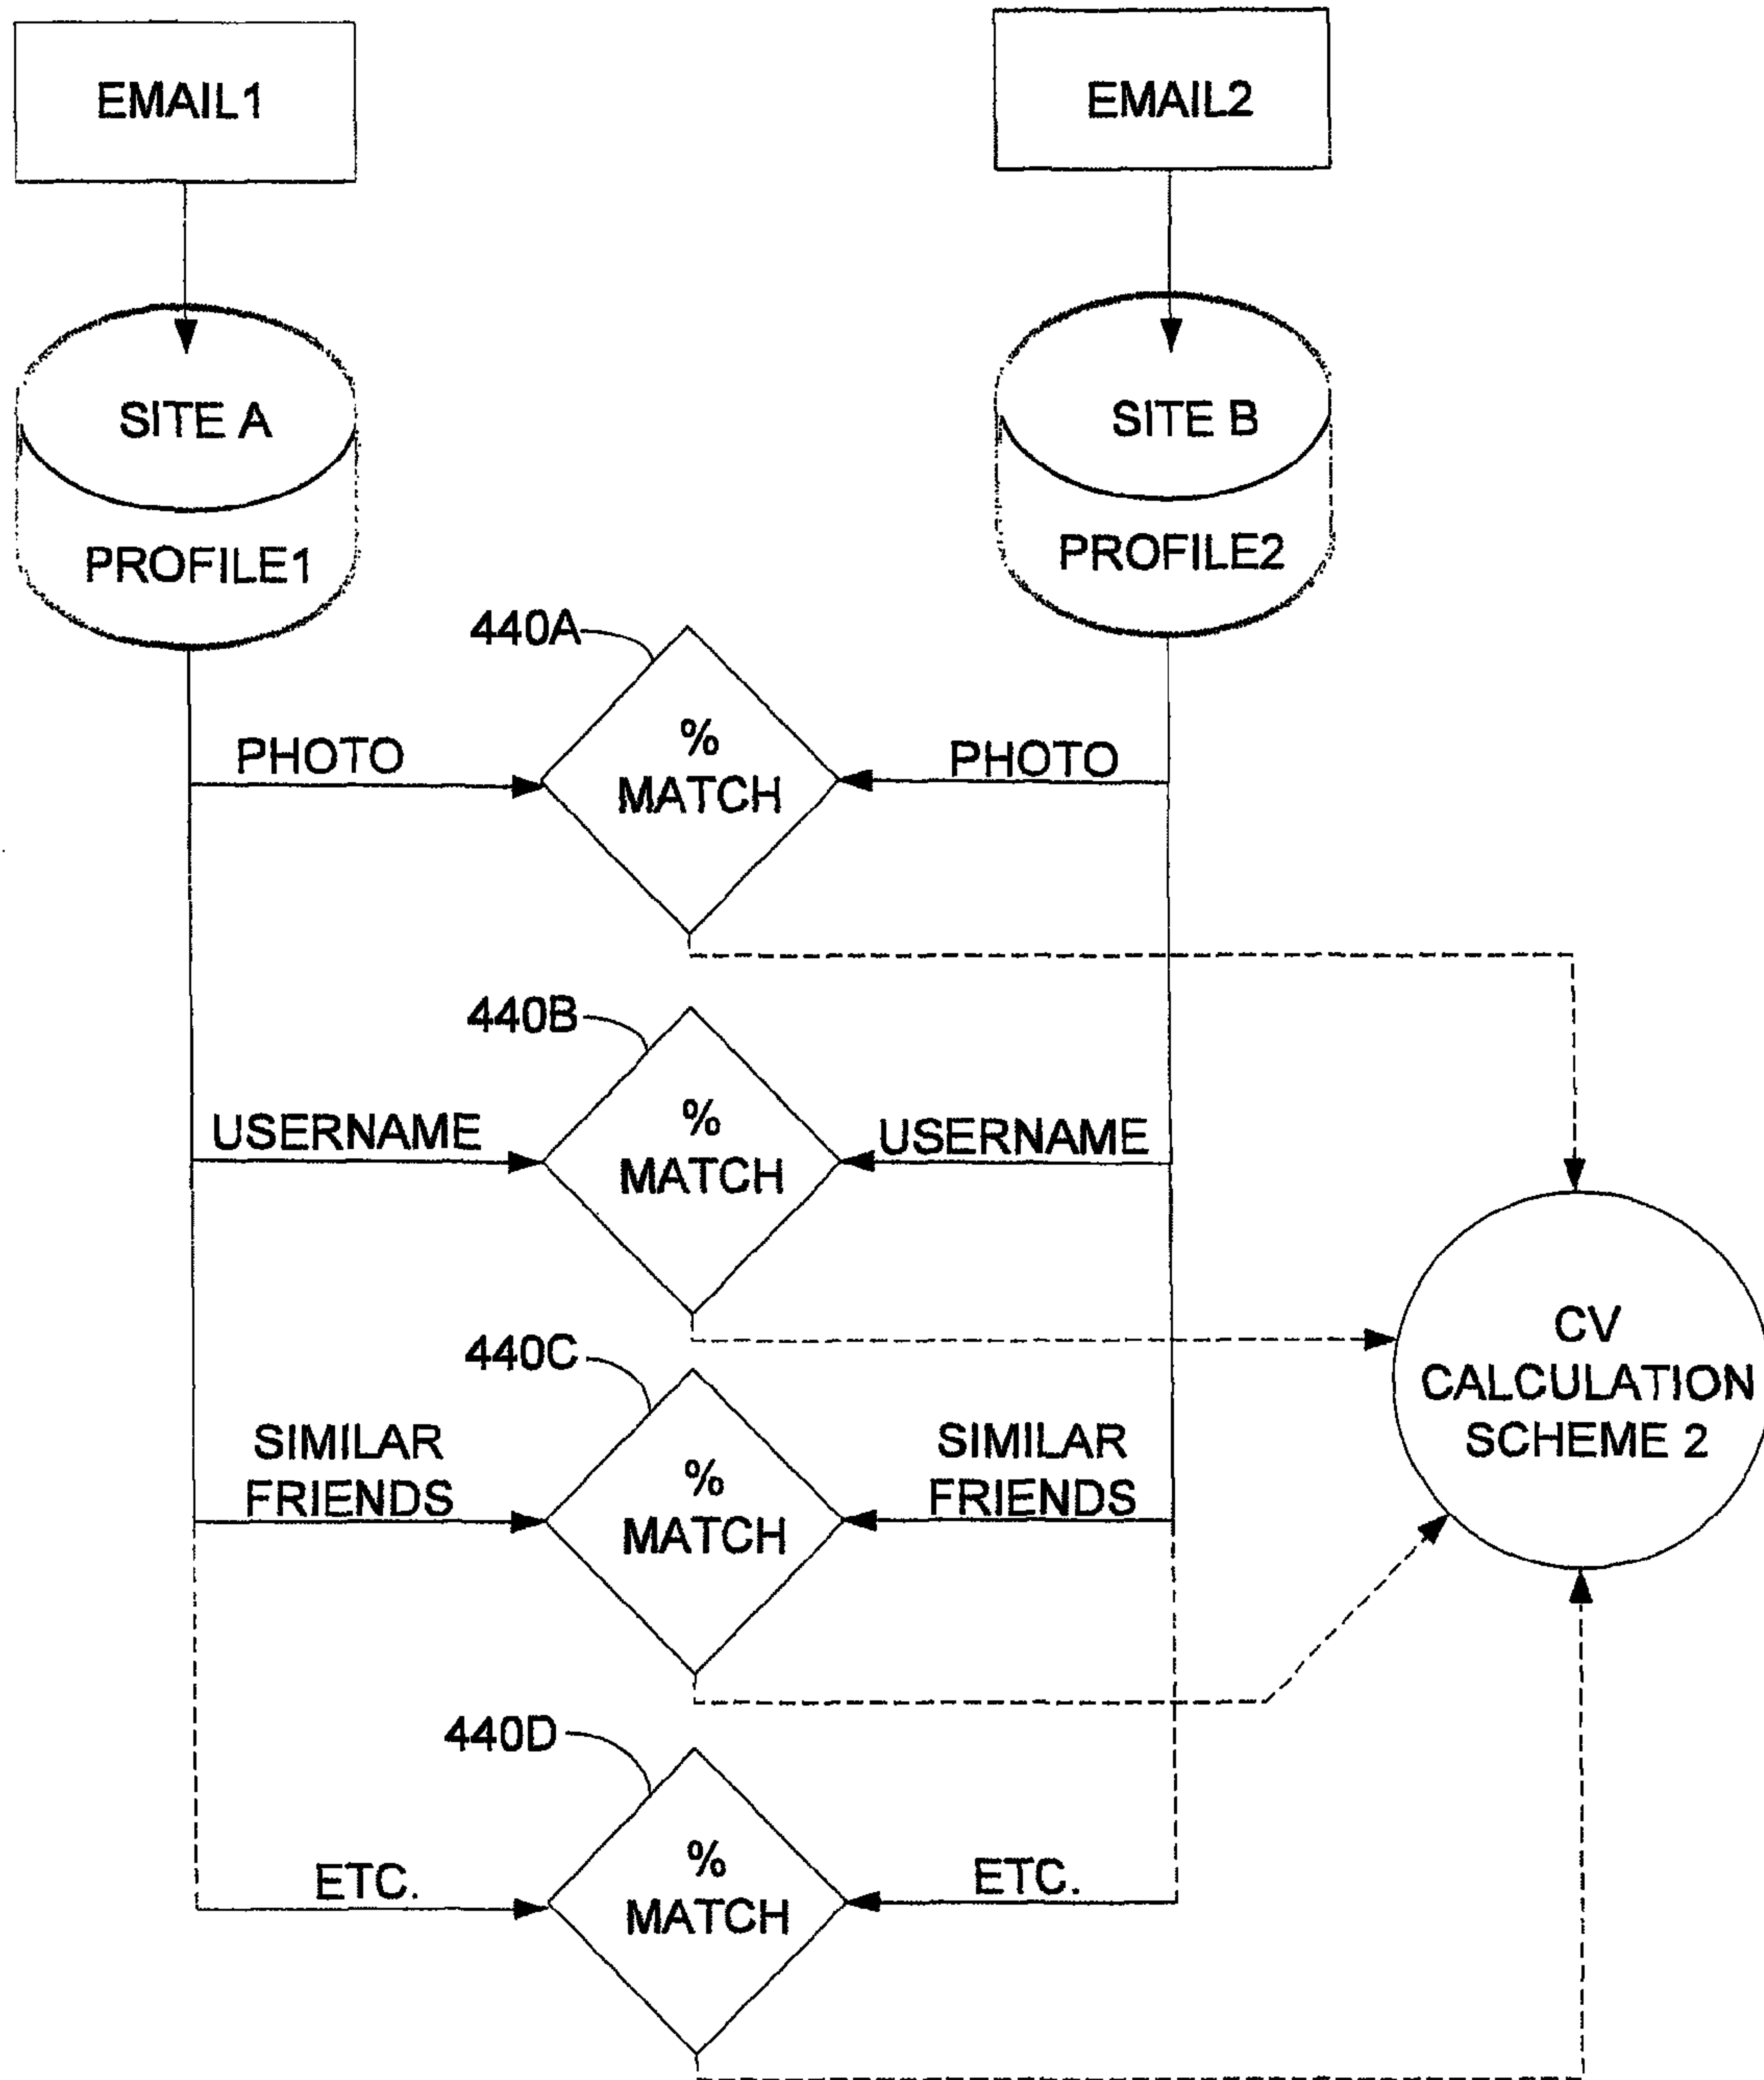 EMAIL1
EMAIL2
SITE A
SITE B
PROFILE1
PROFILE2
440A
%
MATCH
PHOTO
PHOTO
440B
%
MATCH
USERNAME
USERNAME
440C
%
MATCH
SIMILAR
FRIENDS
SIMILAR
FRIENDS
CV
CALCULATION
SCHEME 2
440D
%
MATCH
ETC.
ETC.